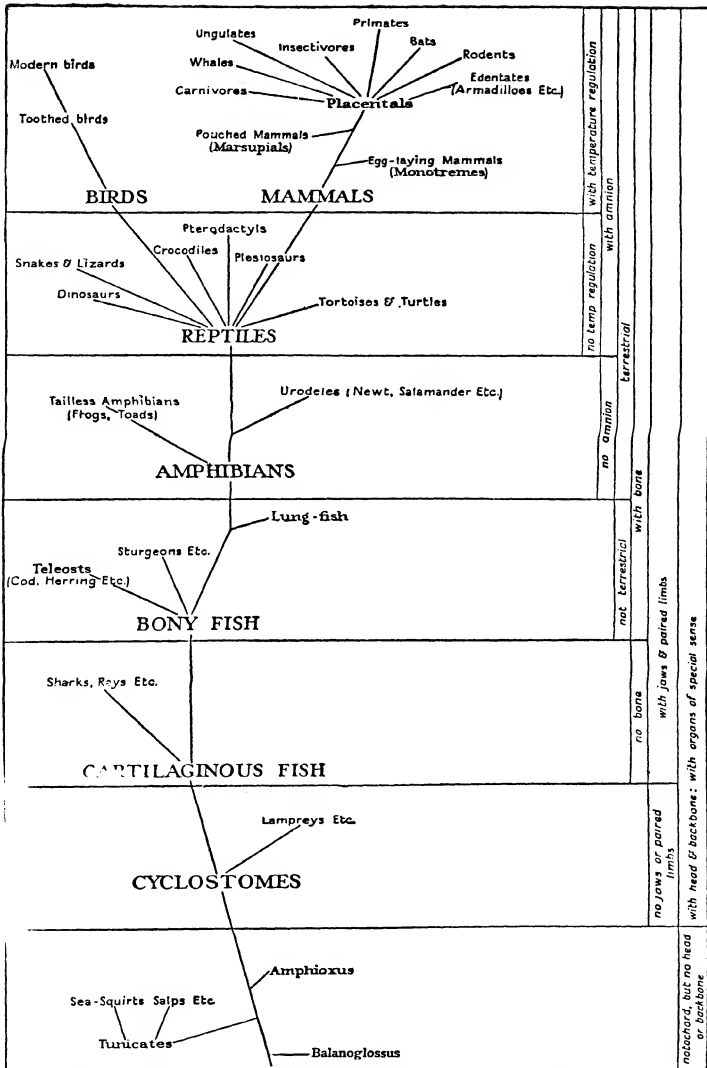 Primates
Ungulates
Insectivores
Bats
Modern birds
Whales
Rodents
Carnivores
Edentates
(Armadilloes Etc.)
Placentals
Toothed birds
Pouched Mammals
(Marsupials)
Egg-laying Mammals
(Monotremes)
BIRDS
MAMMALS
with temperature regulation
with amnion
Pterodactyls
Crocodiles
Plesiosaurs
Snakes & Lizards
Dinosaurs
Tortoises & Turtles
REPTILES
no temp regulation
terrestrial
Tailless Amphibians
(Frogs, Toads)
Urodeles (Newt, Salamander Etc.)
AMPHIBIANS
no amnion
with bone
Lung-fish
Sturgeons Etc.
Teleosts
(Cod, Herring Etc.)
BONY FISH
not terrestrial
with jaws & paired limbs
Sharks, Rays Etc.
CARTILAGINOUS FISH
no bone
with head & backbone: with organs of special sense
Lampreys Etc.
CYCLOSTOMES
no jaws or paired
limbs
Amphioxus
Sea-Squirts Salps Etc.
Tunicates
Balanoglossus
notochord, but no head
or backbone